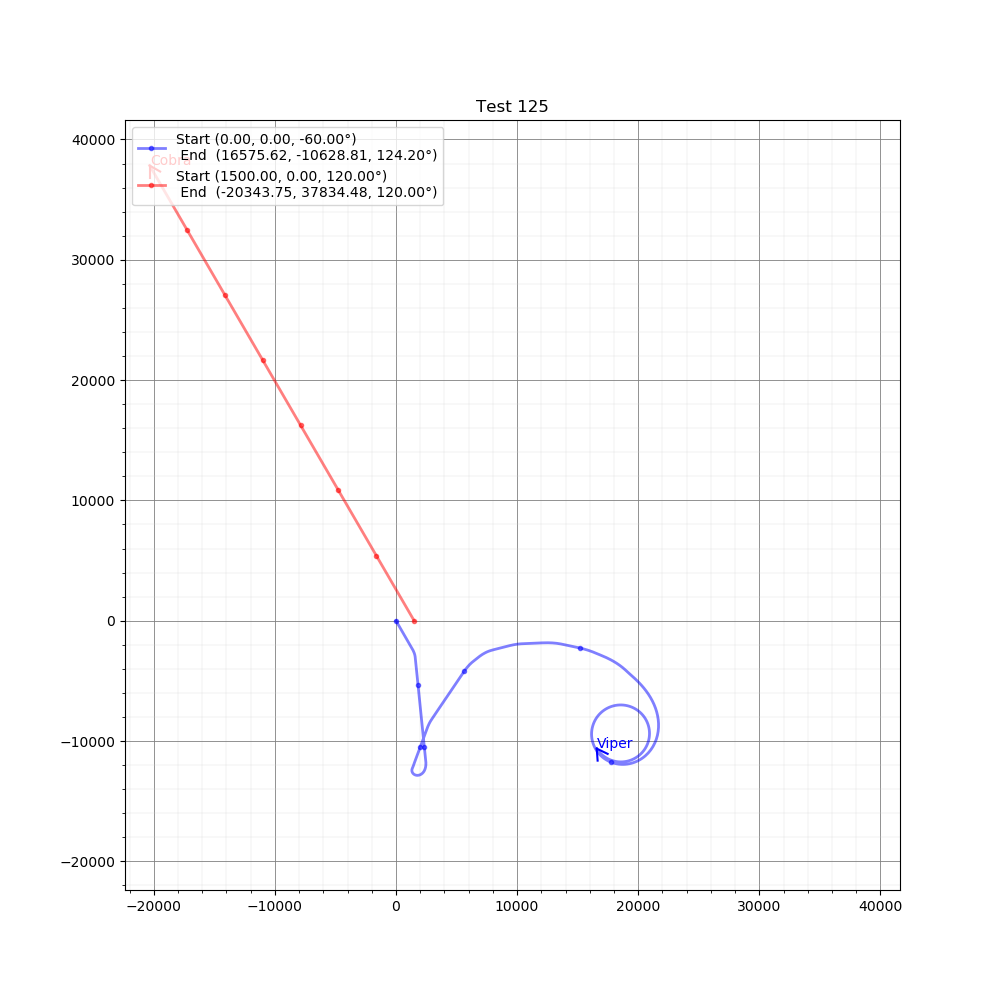 Test 125
Start (0.00, 0.00, -60.00°)
End (16575.62, -10628.81, 124.20°)
Start (1500.00, 0.00, 120.00°)
End (-20343.75, 37834.48, 120.00°)
Cobra
Viper
40000
30000
20000
10000
0
−10000
−20000
−20000 −10000 0 10000 20000 30000 40000